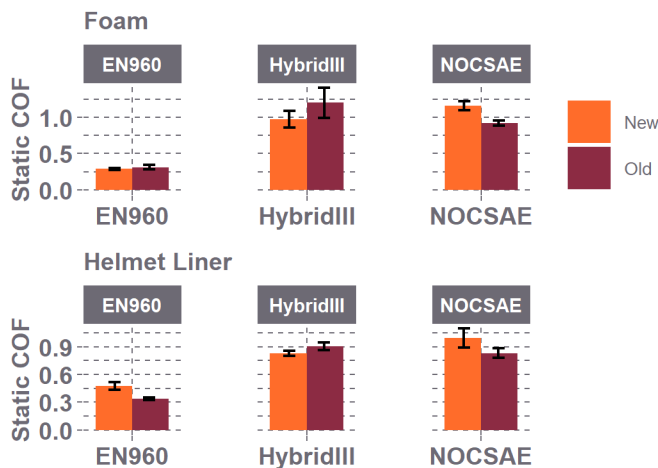 Foam
EN960 HybridIII NOCSAE
Static COF
1.0
0.5
0.0
EN960 HybridIII NOCSAE
New
Old
Helmet Liner
EN960 HybridIII NOCSAE
Static COF
0.9
0.6
0.3
0.0
EN960 HybridIII NOCSAE